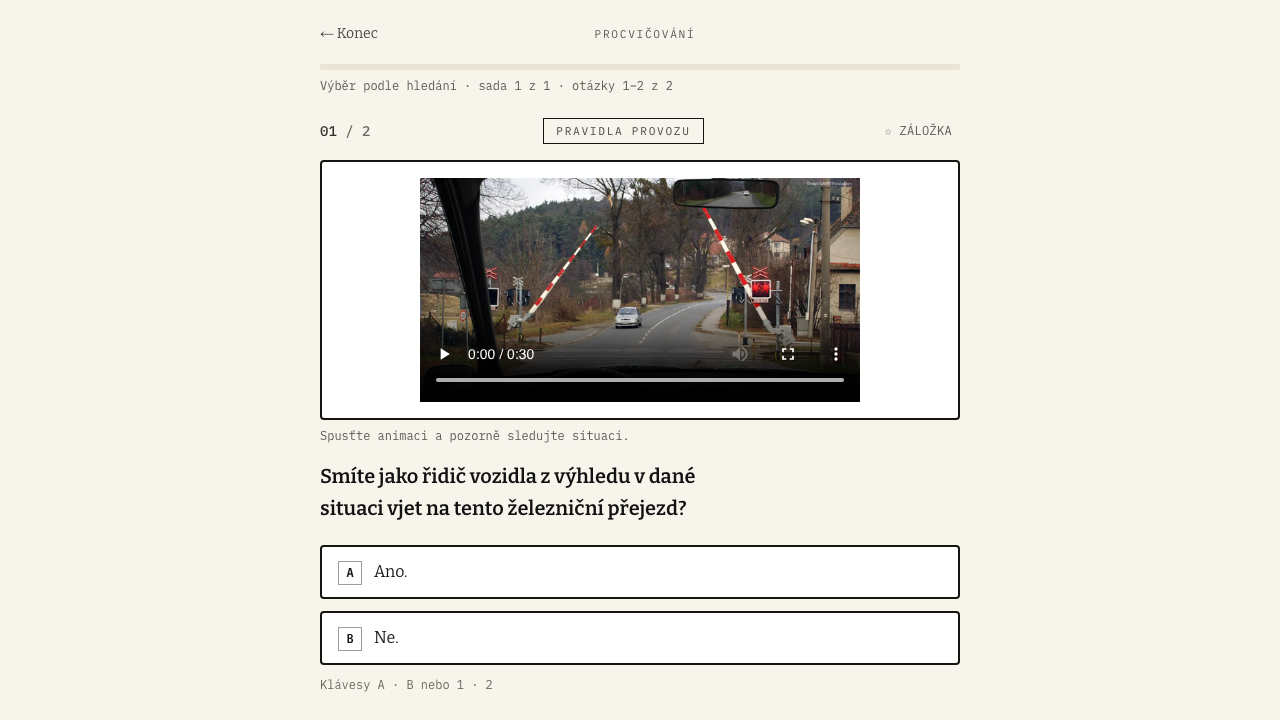 ← Konec
PROCVIČOVÁNÍ
Výběr podle hledání · sada 1 z 1 · otázky 1–2 z 2
01 / 2
PRAVIDLA PROVOZU
☆ ZÁLOŽKA
0:00 / 0:30
Spusťte animaci a pozorně sledujte situaci.
Smíte jako řidič vozidla z výhledu v dané
situaci vjet na tento železniční přejezd?
A Ano.
B Ne.
Klávesy A · B nebo 1 · 2